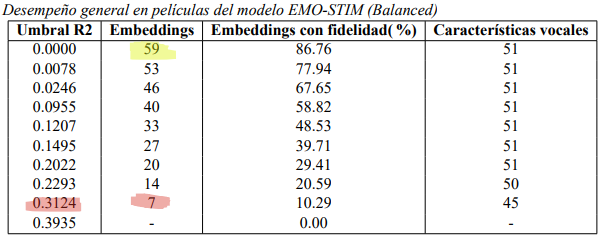 Desempeño general en películas del modelo EMO-STIM (Balanced)
Umbral R2 Embeddings Embeddings con fidelidad( %) Características vocales
0.0000 59 86.76 51
0.0078 53 77.94 51
0.0246 46 67.65 51
0.0955 40 58.82 51
0.1207 33 48.53 51
0.1495 27 39.71 51
0.2022 20 29.41 51
0.2293 14 20.59 50
0.3124 7 10.29 45
0.3935 - 0.00 -